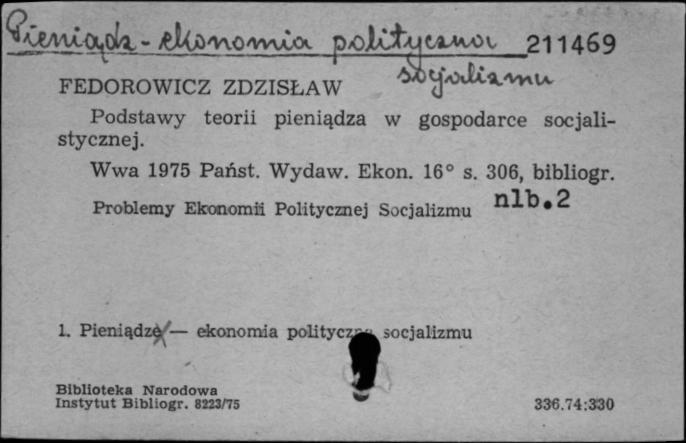 Pieniądz - ekonomia polityczna 211469
socjalizmu
FEDOROWICZ ZDZISŁAW
Podstawy teorii pieniądza w gospodarce socjali-
stycznej.
Wwa 1975 Państ. Wydaw. Ekon. 16° s. 306, bibliogr.
nlb.2
Problemy Ekonomii Politycznej Socjalizmu
1. Pieniądze — ekonomia polityczna socjalizmu
Biblioteka Narodowa
Instytut Bibliogr. 8223/75
336.74:330